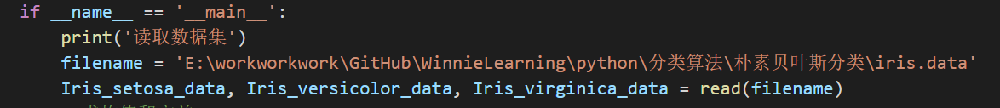 if __name__ == '__main__':
    print('读取数据集')
    filename = 'E:\workworkwork\GitHub\WinnieLearning\python\分类算法\朴素贝叶斯分类\iris.data'
    Iris_setosa_data, Iris_versicolor_data, Iris_virginica_data = read(filename)